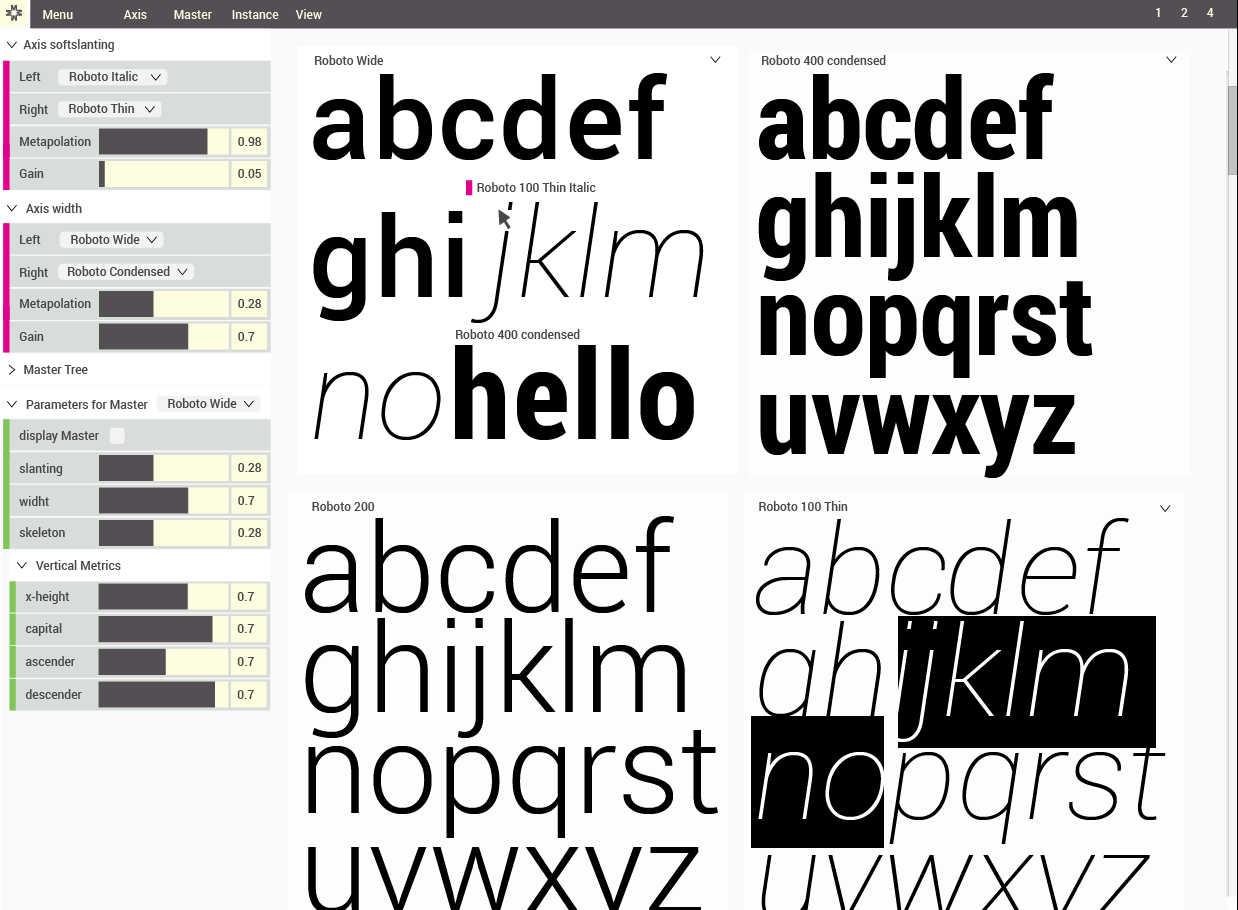 Menu Axis Master Instance View 1 2 4
Axis softslanting
Left Roboto Italic
Right Roboto Thin
Metapolation 0.98
Gain 0.05
Axis width
Left Roboto Wide
Right Roboto Condensed
Metapolation 0.28
Gain 0.7
Master Tree
Parameters for Master Roboto Wide
display Master
slanting 0.28
widht 0.7
skeleton 0.28
Vertical Metrics
x-height 0.7
capital 0.7
ascender 0.7
descender 0.7
Roboto Wide
abcdef
Roboto 100 Thin Italic
ghijklm
Roboto 400 condensed
nohello
Roboto 400 condensed
abcdef
ghijklm
nopqrst
uvwxyz
Roboto 200
abcdef
ghijklm
nopqrst
uvwxyz
Roboto 100 Thin
abcdef
ghijklm
nopqrst
uvwxyz